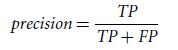 precision = TP / (TP + FP)